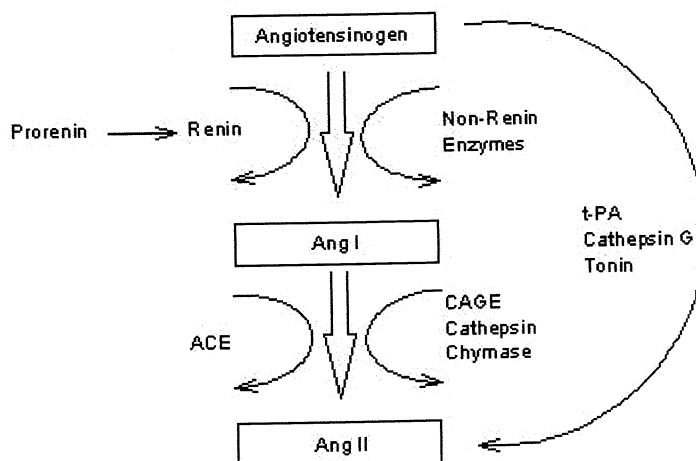 Angiotensinogen
Prorenin
Renin
Non-Renin
Enzymes
t-PA
Cathepsin G
Tonin
Ang I
ACE
CAGE
Cathepsin
Chymase
Ang II